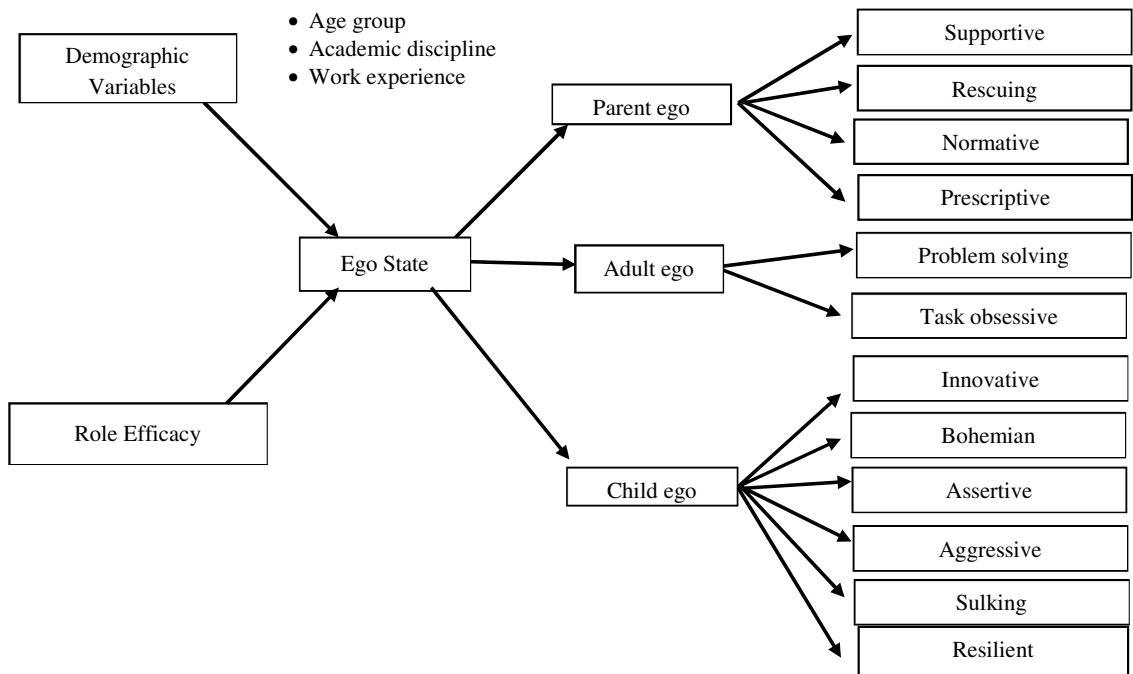 Demographic
Variables
• Age group
• Academic discipline
• Work experience
Role Efficacy
Ego State
Parent ego
Adult ego
Child ego
Supportive
Rescuing
Normative
Prescriptive
Problem solving
Task obsessive
Innovative
Bohemian
Assertive
Aggressive
Sulking
Resilient